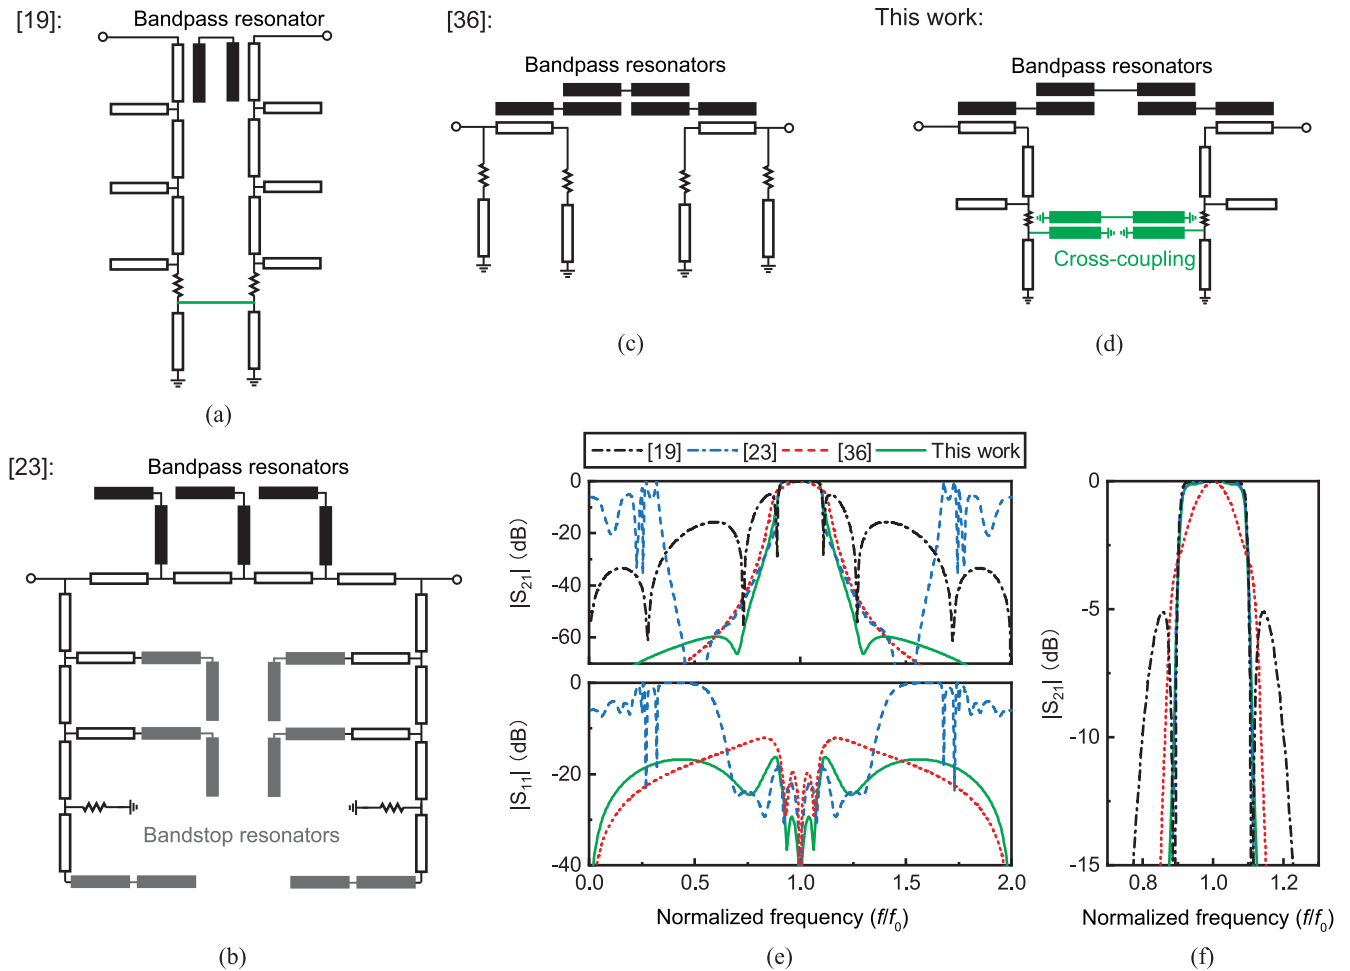 [19]:
Bandpass resonator
(a)
[36]:
Bandpass resonators
(c)
This work:
Bandpass resonators
Cross-coupling
(d)
[23]:
Bandpass resonators
Bandstop resonators
(b)
[19] [23] [36] This work
0
-20
-40
-60
|S21| (dB)
0
-20
-40
|S11| (dB)
0.0 0.5 1.0 1.5 2.0
Normalized frequency (f/f0)
(e)
0
-5
-10
-15
|S21| (dB)
0.8 1.0 1.2
Normalized frequency (f/f0)
(f)